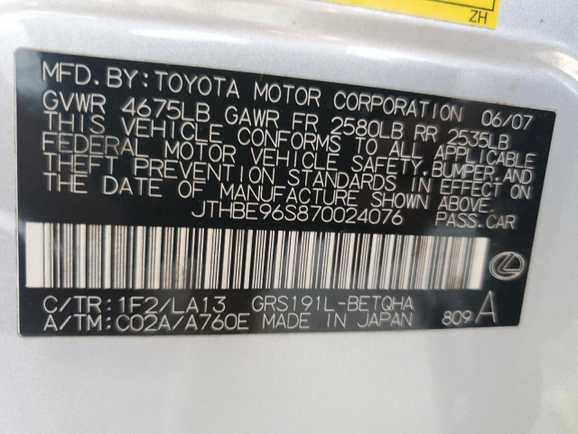 ZH
MFD. BY: TOYOTA MOTOR CORPORATION 06/07
GVWR 4675LB GAWR FR 2580LB RR 2535LB
THIS VEHICLE CONFORMS TO ALL APPLICABLE
FEDERAL MOTOR VEHICLE SAFETY, BUMPER, AND
THEFT PREVENTION STANDARDS IN EFFECT ON
THE DATE OF MANUFACTURE SHOWN ABOVE.
JTHBE96S870024076 PASS. CAR
C/TR: 1F2/LA13 GRS191L-BETQHA
A/TM: C02A/A760E MADE IN JAPAN 809 A